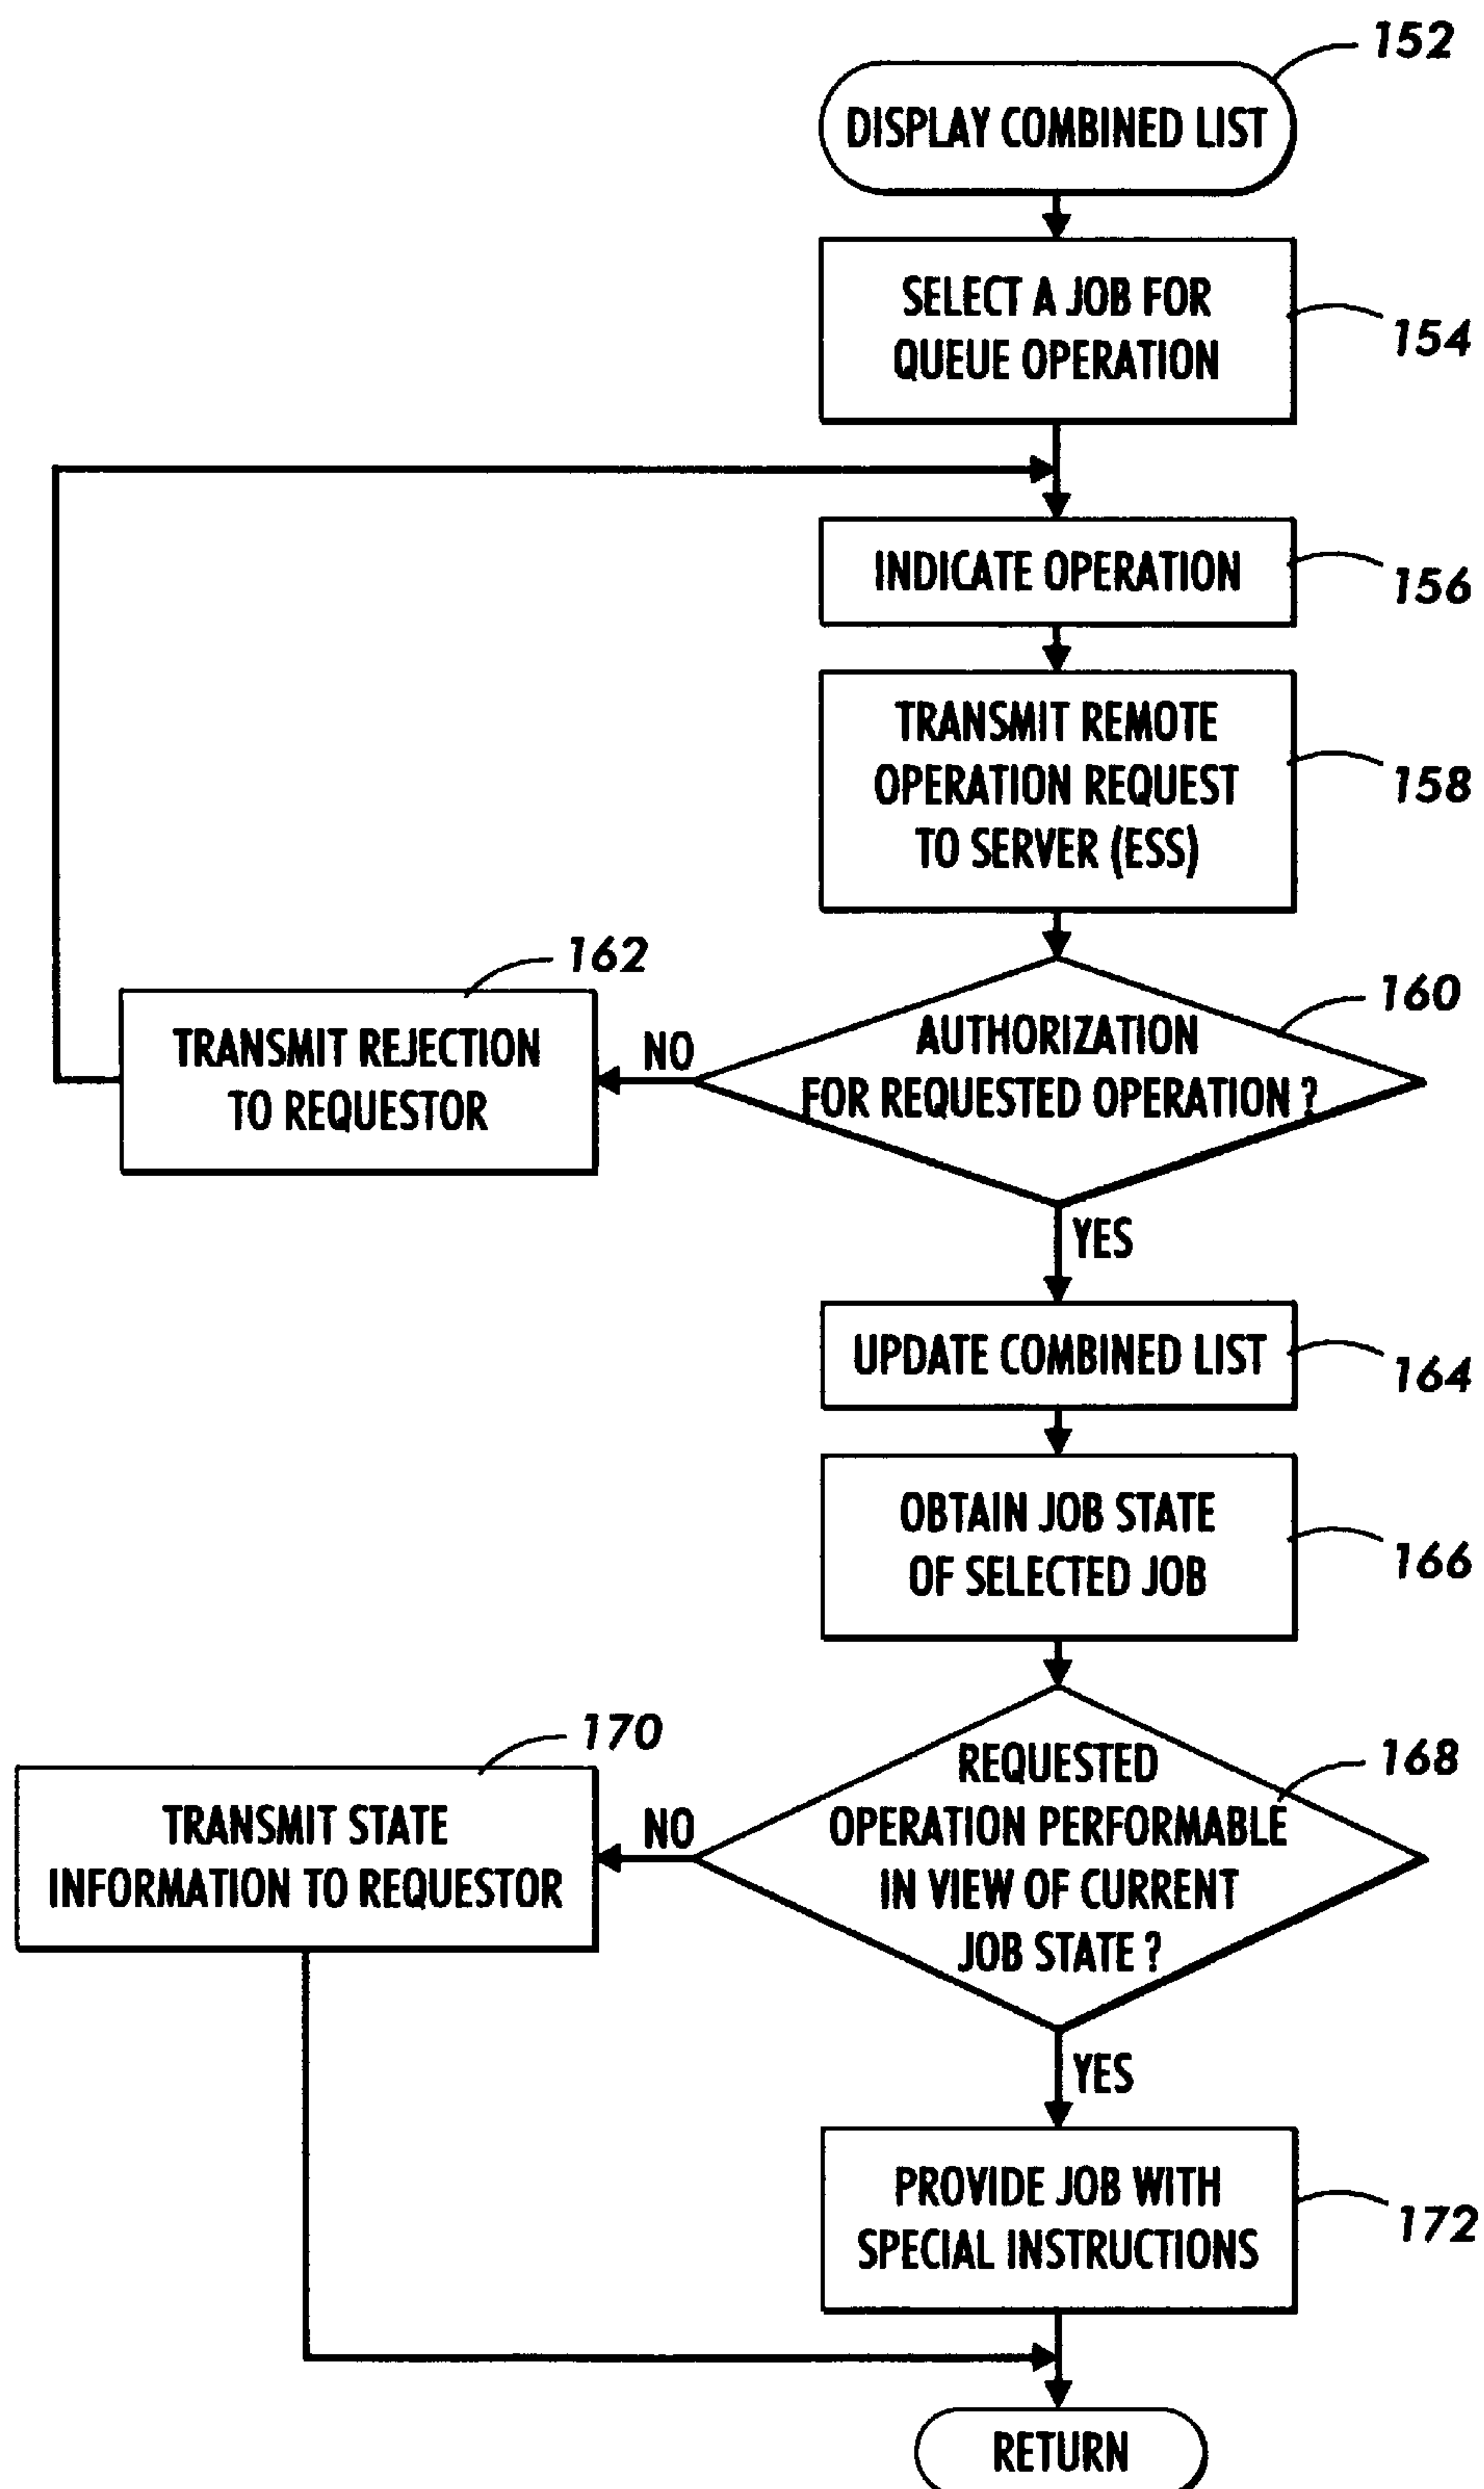 152
DISPLAY COMBINED LIST
SELECT A JOB FOR
QUEUE OPERATION
154
INDICATE OPERATION
156
TRANSMIT REMOTE
OPERATION REQUEST
TO SERVER (ESS)
158
160
AUTHORIZATION
FOR REQUESTED OPERATION ?
NO
162
TRANSMIT REJECTION
TO REQUESTOR
YES
UPDATE COMBINED LIST
164
OBTAIN JOB STATE
OF SELECTED JOB
166
168
REQUESTED
OPERATION PERFORMABLE
IN VIEW OF CURRENT
JOB STATE ?
NO
170
TRANSMIT STATE
INFORMATION TO REQUESTOR
YES
PROVIDE JOB WITH
SPECIAL INSTRUCTIONS
172
RETURN